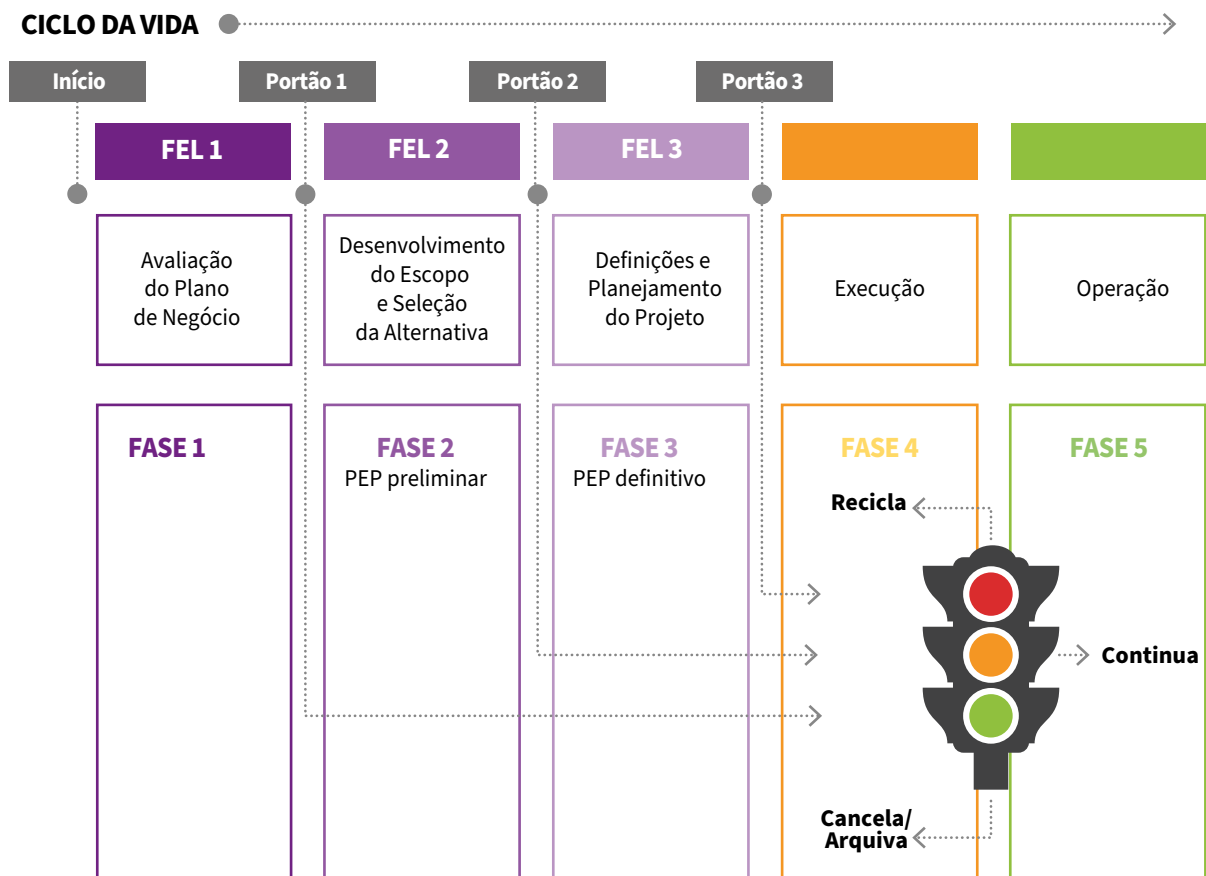 CICLO DA VIDA
Início
Portão 1
Portão 2
Portão 3
FEL 1
FEL 2
FEL 3
Avaliação
do Plano
de Negócio
Desenvolvimento
do Escopo
e Seleção
da Alternativa
Definições e
Planejamento
do Projeto
Execução
Operação
FASE 1
FASE 2
PEP preliminar
FASE 3
PEP definitivo
FASE 4
FASE 5
Recicla
Continua
Cancela/
Arquiva